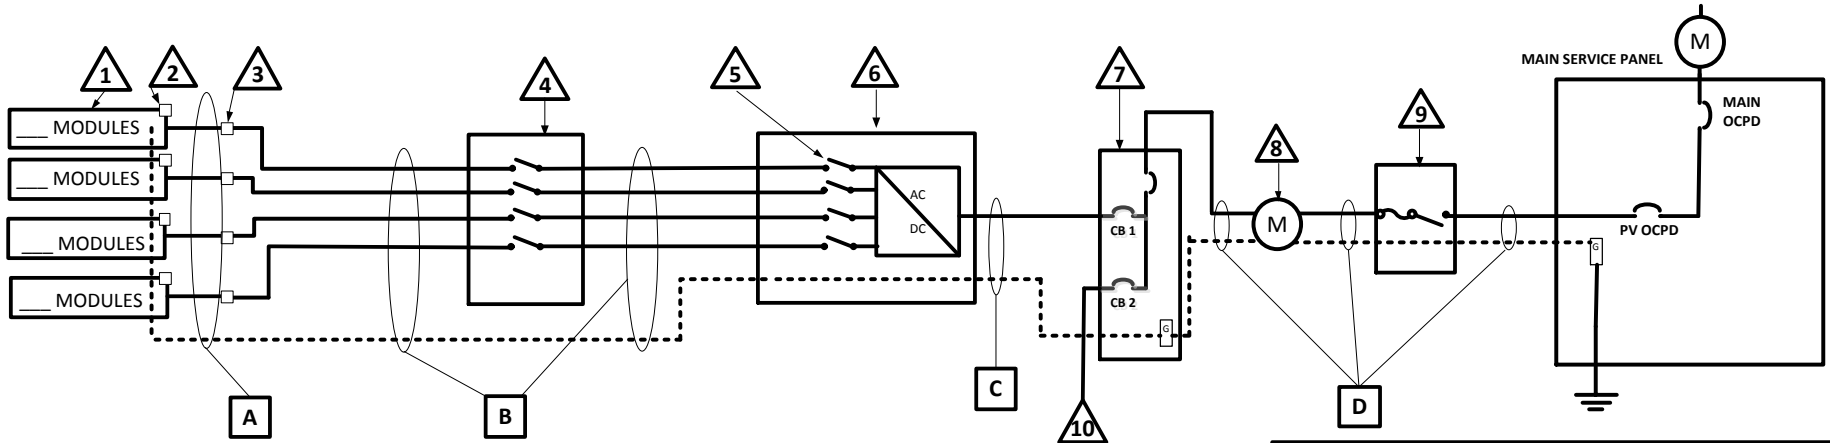 1
2
3
4
5
6
7
8
9
10
M
MAIN SERVICE PANEL
MAIN
OCPD
___ MODULES
___ MODULES
___ MODULES
___ MODULES
AC
DC
CB 1
CB 2
G
M
PV OCPD
G
A
B
C
D